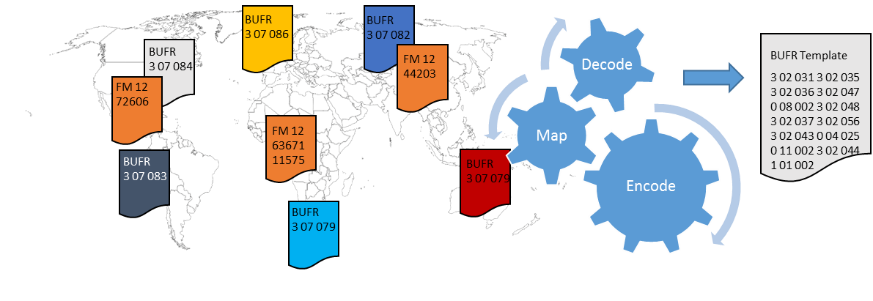 BUFR
3 07 086
BUFR
3 07 082
BUFR
3 07 084
FM 12
44203
FM 12
72606
FM 12
63671
11575
BUFR
3 07 083
BUFR
3 07 079
BUFR
3 07 079
Decode
Map
Encode
BUFR Template
3 02 031 3 02 035
3 02 036 3 02 047
0 08 002 3 02 048
3 02 037 3 02 056
3 02 043 0 04 025
0 11 002 3 02 044
1 01 002